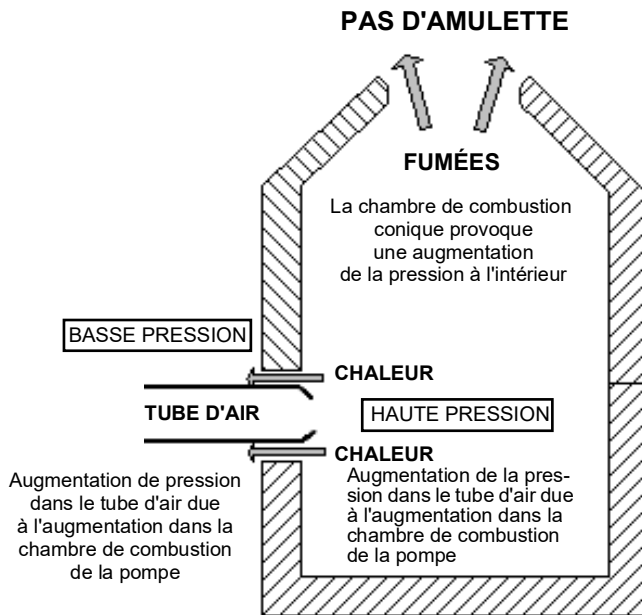 PAS D'AMULETTE
FUMÉES
La chambre de combustion
conique provoque
une augmentation
de la pression à l'intérieur
BASSE PRESSION
CHALEUR
TUBE D'AIR
HAUTE PRESSION
CHALEUR
Augmentation de pression
dans le tube d'air due
à l'augmentation dans la
chambre de combustion
de la pompe
Augmentation de la pres-
sion dans le tube d'air due
à l'augmentation dans la
chambre de combustion
de la pompe